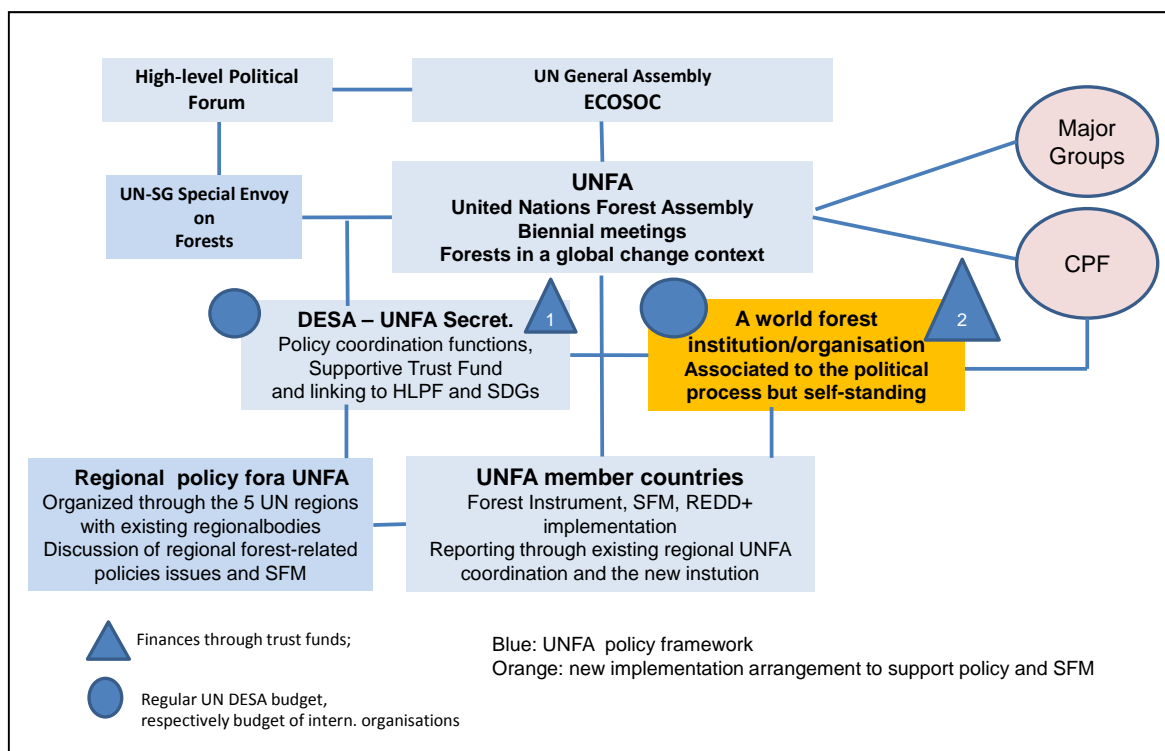 High-level Political
Forum
UN General Assembly
ECOSOC
Major
Groups
UN-SG Special Envoy
on
Forests
UNFA
United Nations Forest Assembly
Biennial meetings
Forests in a global change context
CPF
DESA – UNFA Secret.
Policy coordination functions,
Supportive Trust Fund
and linking to HLPF and SDGs
1
A world forest
institution/organisation
Associated to the political
process but self-standing
2
Regional policy fora UNFA
Organized through the 5 UN regions
with existing regionalbodies
Discussion of regional forest-related
policies issues and SFM
UNFA member countries
Forest Instrument, SFM, REDD+
implementation
Reporting through existing regional UNFA
coordination and the new instution
Finances through trust funds;
Regular UN DESA budget,
respectively budget of intern. organisations
Blue: UNFA policy framework
Orange: new implementation arrangement to support policy and SFM